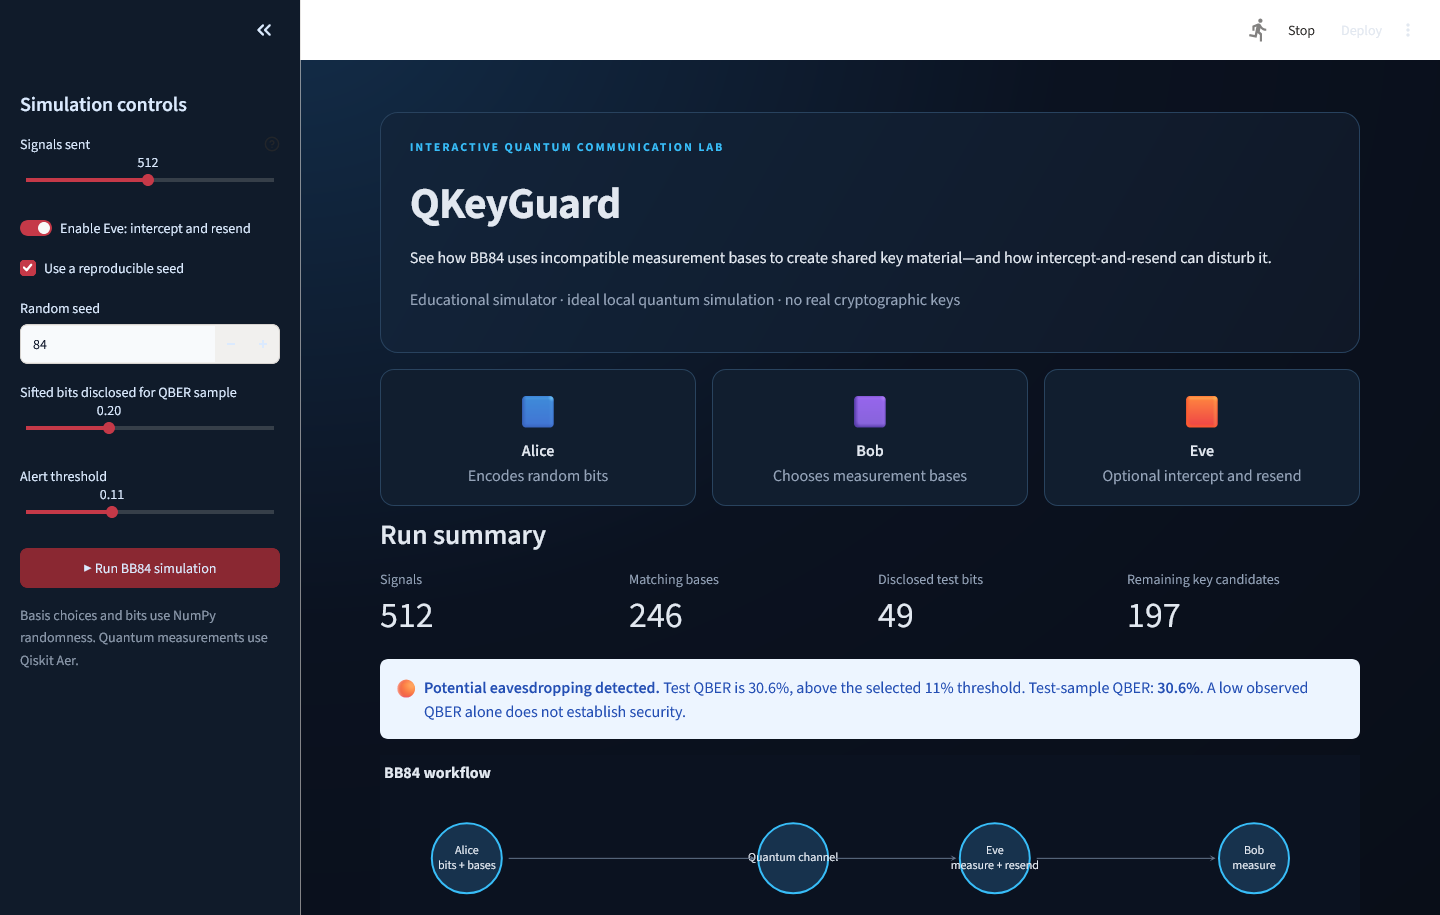 Stop
Deploy
Simulation controls
Signals sent
512
Enable Eve: intercept and resend
Use a reproducible seed
Random seed
84
Sifted bits disclosed for QBER sample
0.20
Alert threshold
0.11
Run BB84 simulation
Basis choices and bits use NumPy
randomness. Quantum measurements use
Qiskit Aer.
INTERACTIVE QUANTUM COMMUNICATION LAB
QKeyGuard
See how BB84 uses incompatible measurement bases to create shared key material—and how intercept-and-resend can disturb it.
Educational simulator · ideal local quantum simulation · no real cryptographic keys
Alice
Encodes random bits
Bob
Chooses measurement bases
Eve
Optional intercept and resend
Run summary
Signals
512
Matching bases
246
Disclosed test bits
49
Remaining key candidates
197
Potential eavesdropping detected. Test QBER is 30.6%, above the selected 11% threshold. Test-sample QBER: 30.6%. A low observed
QBER alone does not establish security.
BB84 workflow
Alice
bits + bases
Quantum channel
Eve
measure + resend
Bob
measure